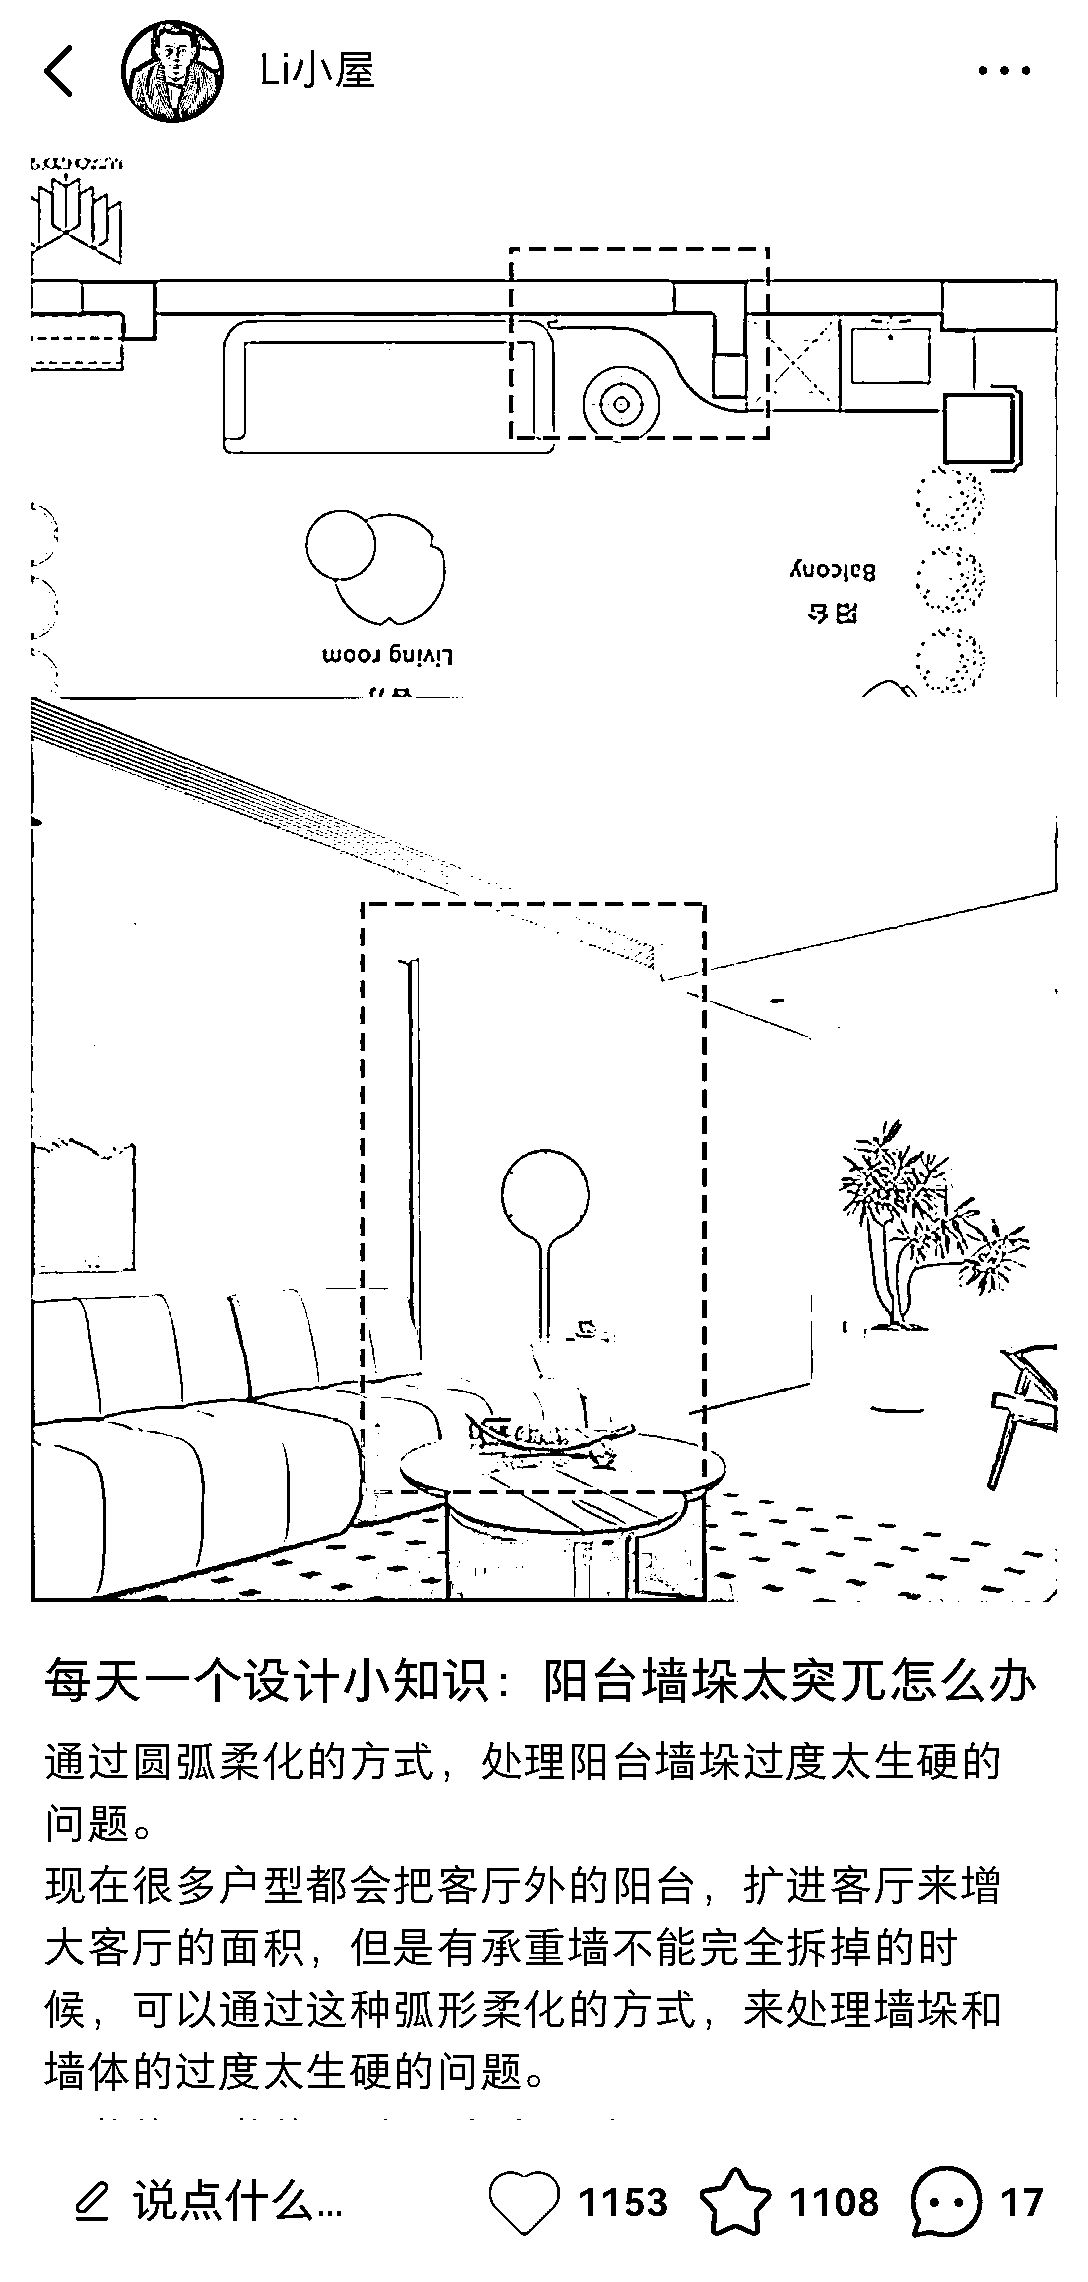 Li小屋
Balcony
阳台
Living room
每天一个设计小知识：阳台墙垛太突兀怎么办
通过圆弧柔化的方式，处理阳台墙垛过度太生硬的
问题。
现在很多户型都会把客厅外的阳台，扩进客厅来增
大客厅的面积，但是有承重墙不能完全拆掉的时
候，可以通过这种弧形柔化的方式，来处理墙垛和
墙体的过度太生硬的问题。
说点什么...
1153
1108
17